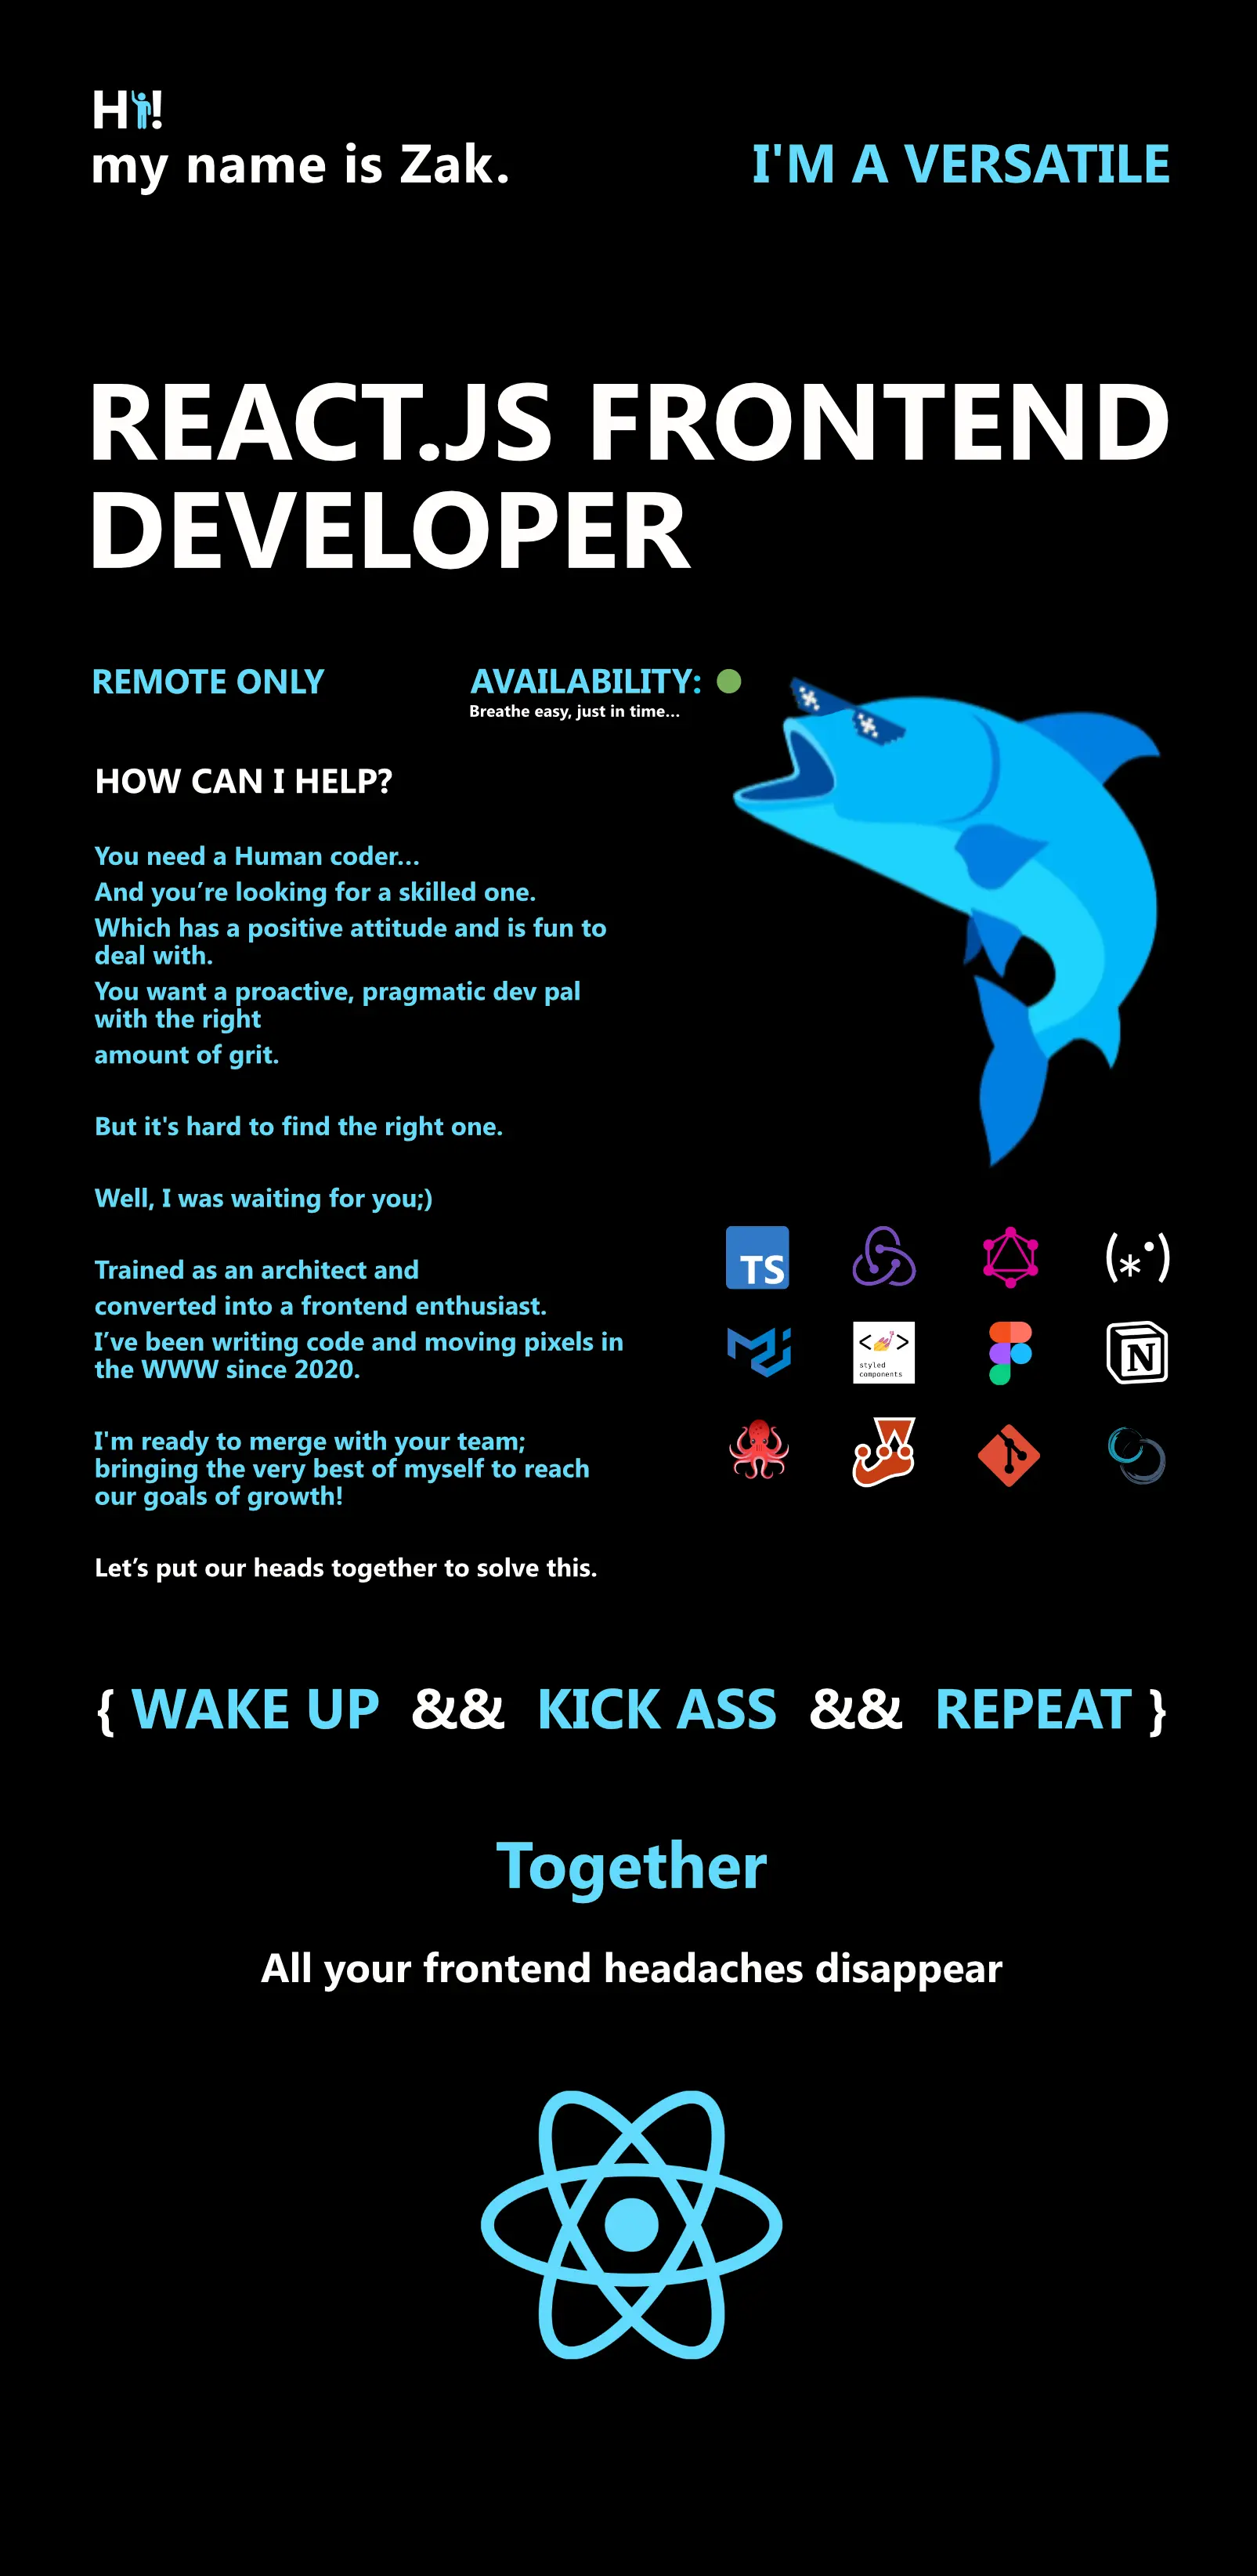 Hi!
my name is Zak.
I'M A VERSATILE
REACT.JS FRONTEND
DEVELOPER
REMOTE ONLY
AVAILABILITY:
Breathe easy, just in time...
HOW CAN I HELP?
You need a Human coder...
And you’re looking for a skilled one.
Which has a positive attitude and is fun to
deal with.
You want a proactive, pragmatic dev pal
with the right
amount of grit.
But it's hard to find the right one.
Well, I was waiting for you;)
Trained as an architect and
converted into a frontend enthusiast.
I’ve been writing code and moving pixels in
the WWW since 2020.
I'm ready to merge with your team;
bringing the very best of myself to reach
our goals of growth!
Let’s put our heads together to solve this.
TS
(*.)
< >
styled
components
N
{ WAKE UP && KICK ASS && REPEAT }
Together
All your frontend headaches disappear